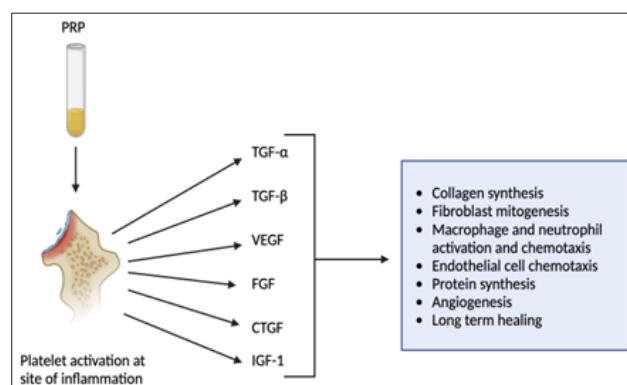 PRP
TGF-α
TGF-β
VEGF
FGF
CTGF
IGF-1
Platelet activation at
site of inflammation
• Collagen synthesis
• Fibroblast mitogenesis
• Macrophage and neutrophil
activation and chemotaxis
• Endothelial cell chemotaxis
• Protein synthesis
• Angiogenesis
• Long term healing